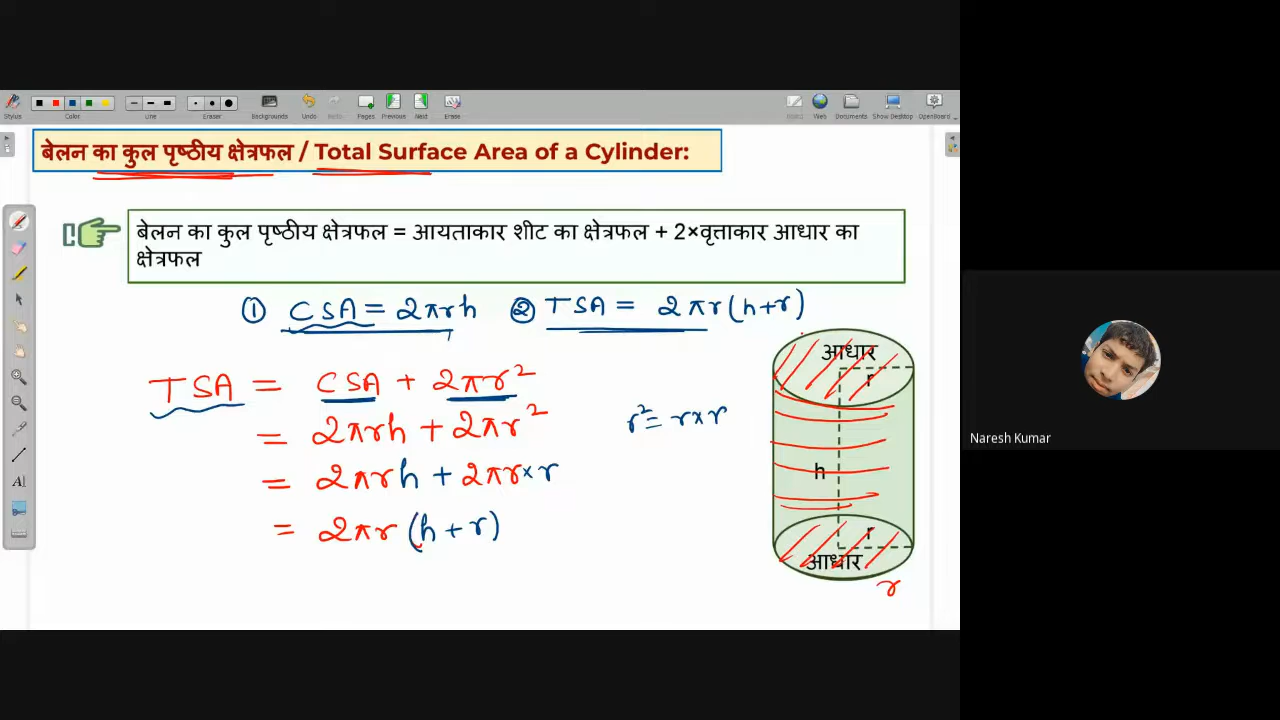 Stylus Color Line Eraser Backgrounds Undo Pages Previous Next Erase Board Web Documents Show Desktop OpenBoard
बेलन का कुल पृष्ठीय क्षेत्रफल / Total Surface Area of a Cylinder:
बेलन का कुल पृष्ठीय क्षेत्रफल = आयताकार शीट का क्षेत्रफल + 2×वृत्ताकार आधार का
क्षेत्रफल
① CSA = 2πrh ② TSA = 2πr(h+r)
TSA = CSA + 2πr²
= 2πrh + 2πr²
= 2πrh + 2πr×r
= 2πr (h + r)
r² = r×r
आधार
r
h
r
आधार
r
Naresh Kumar